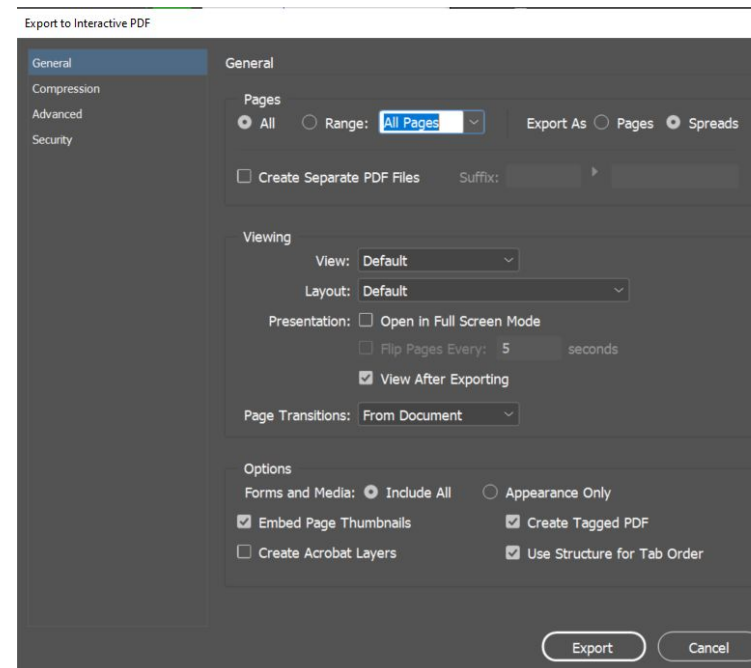 Export to Interactive PDF
General
Compression
Advanced
Security
General
Pages
All Range: All Pages Export As Pages Spreads
Create Separate PDF Files Suffix:
Viewing
View: Default
Layout: Default
Presentation: Open in Full Screen Mode
Flip Pages Every: 5 seconds
View After Exporting
Page Transitions: From Document
Options
Forms and Media: Include All Appearance Only
Embed Page Thumbnails Create Tagged PDF
Create Acrobat Layers Use Structure for Tab Order
Export Cancel